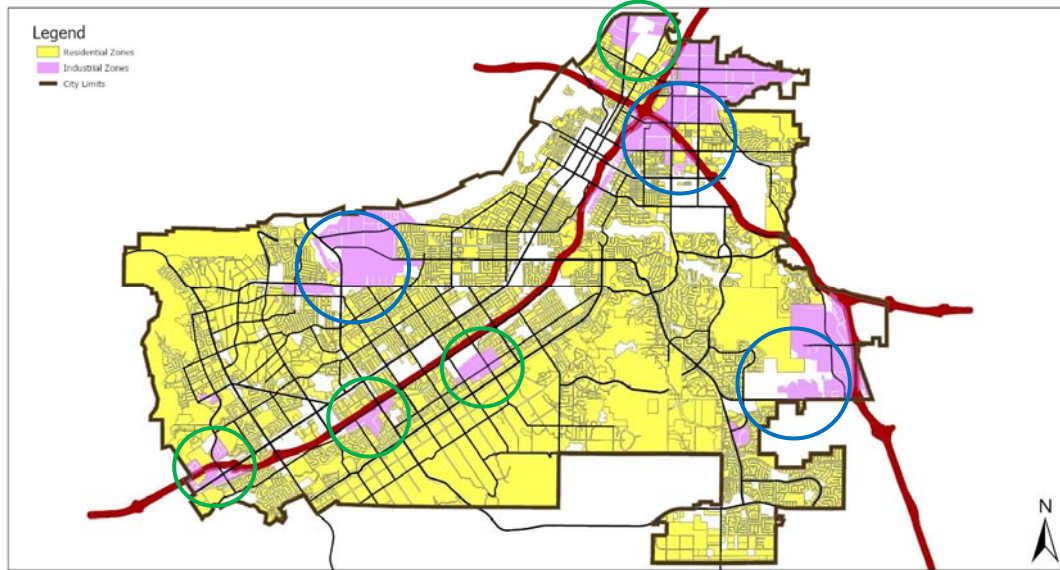 Legend
Residential Zones
Industrial Zones
City Limits
N